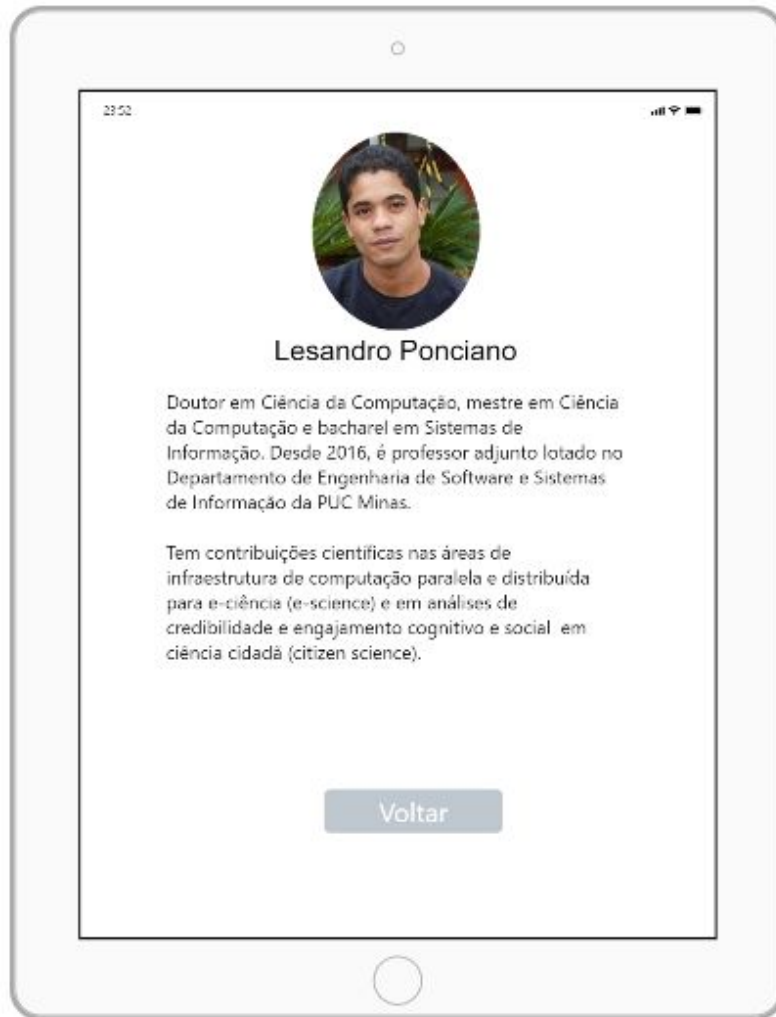 23:52
Lesandro Ponciano
Doutor em Ciência da Computação, mestre em Ciência
da Computação e bacharel em Sistemas de
Informação. Desde 2016, é professor adjunto lotado no
Departamento de Engenharia de Software e Sistemas
de Informação da PUC Minas.
Tem contribuições científicas nas áreas de
infraestrutura de computação paralela e distribuída
para e-ciência (e-science) e em análises de
credibilidade e engajamento cognitivo e social  em
ciência cidadã (citizen science).
Voltar